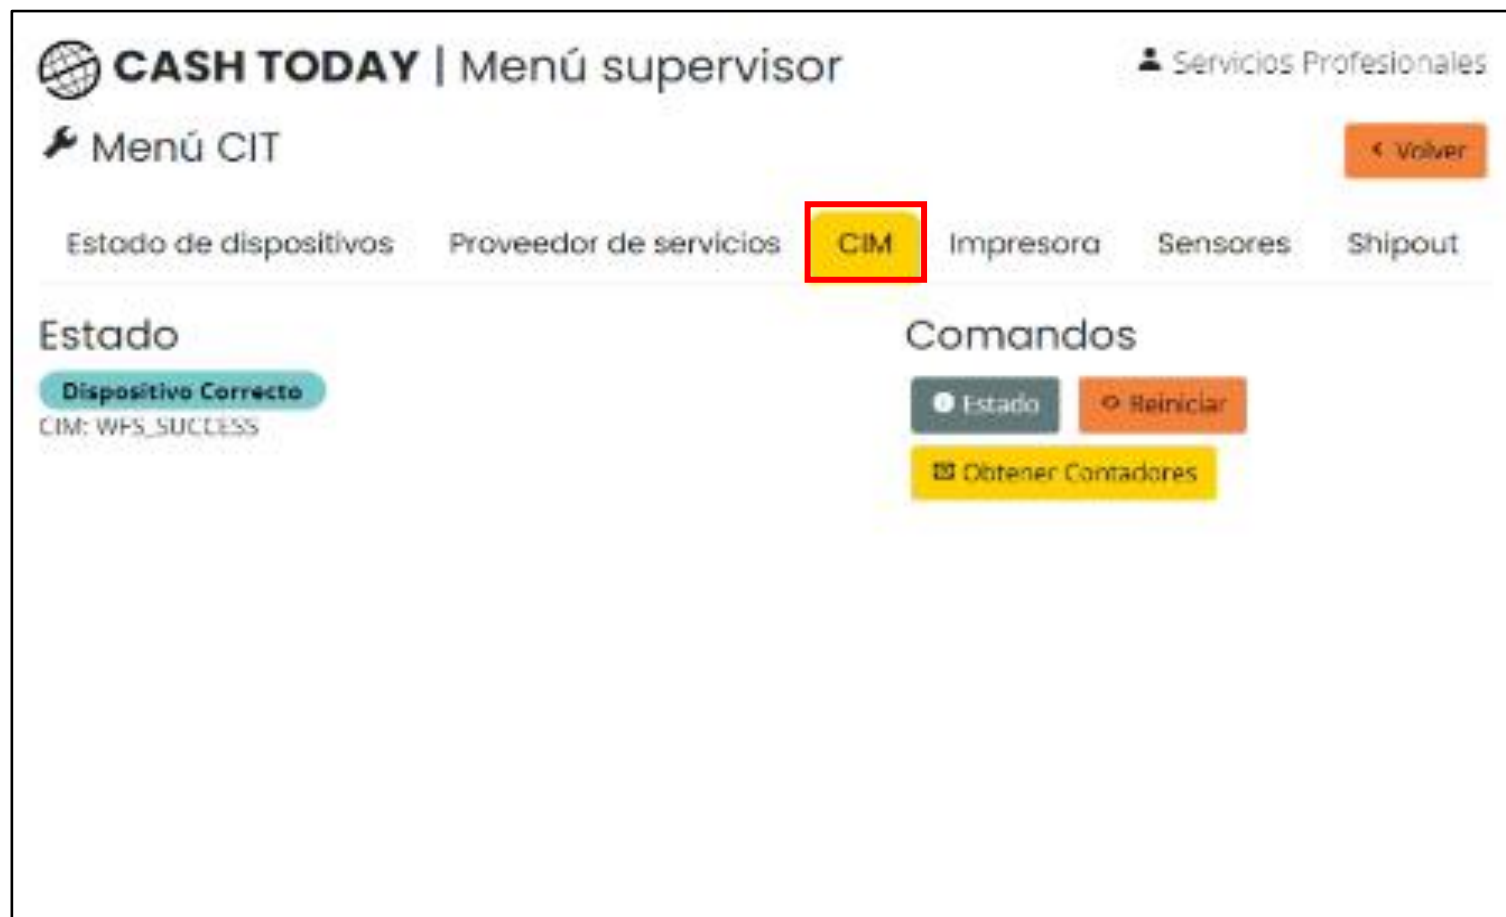 CASH TODAY | Menú supervisor
Servicios Profesionales
Menú CIT
Volver
Estado de dispositivos Proveedor de servicios CIM Impresora Sensores Shipout
Estado
Comandos
Dispositivo Correcto
CIM: WFS_SUCCESS
Estado
Reiniciar
Obtener Contadores